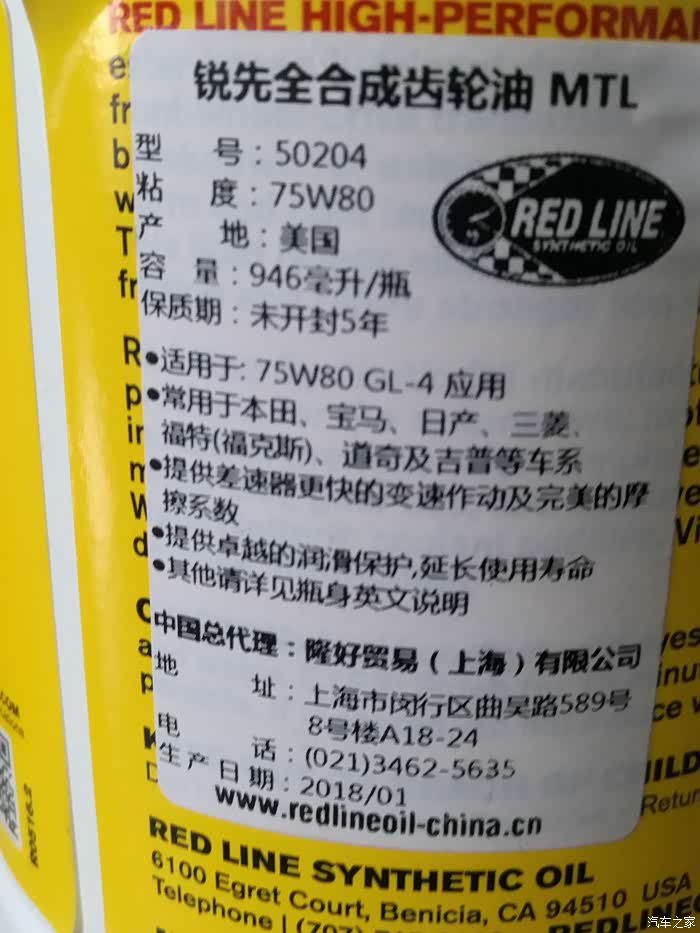 RED LINE HIGH-PERFORMA
锐先全合成齿轮油 MTL
型 号：50204
粘 度：75W80
产 地：美国
容 量：946毫升/瓶
保质期：未开封5年
RED LINE
SYNTHETIC OIL
●适用于: 75W80 GL-4 应用
●常用于本田、宝马、日产、三菱、
福特(福克斯)、道奇及吉普等车系
●提供差速器更快的变速作动及完美的摩
擦系数
●提供卓越的润滑保护,延长使用寿命
●其他请详见瓶身英文说明
中国总代理：隆好贸易（上海）有限公司
地 址：上海市闵行区曲吴路589号
8号楼A18-24
电 话：(021)3462-5635
生产日期：2018/01
www.redlineoil-china.cn
RED LINE SYNTHETIC OIL
6100 Egret Court, Benicia, CA 94510 USA
Telephone | (707)
REDLINE
Retur
汽车之家